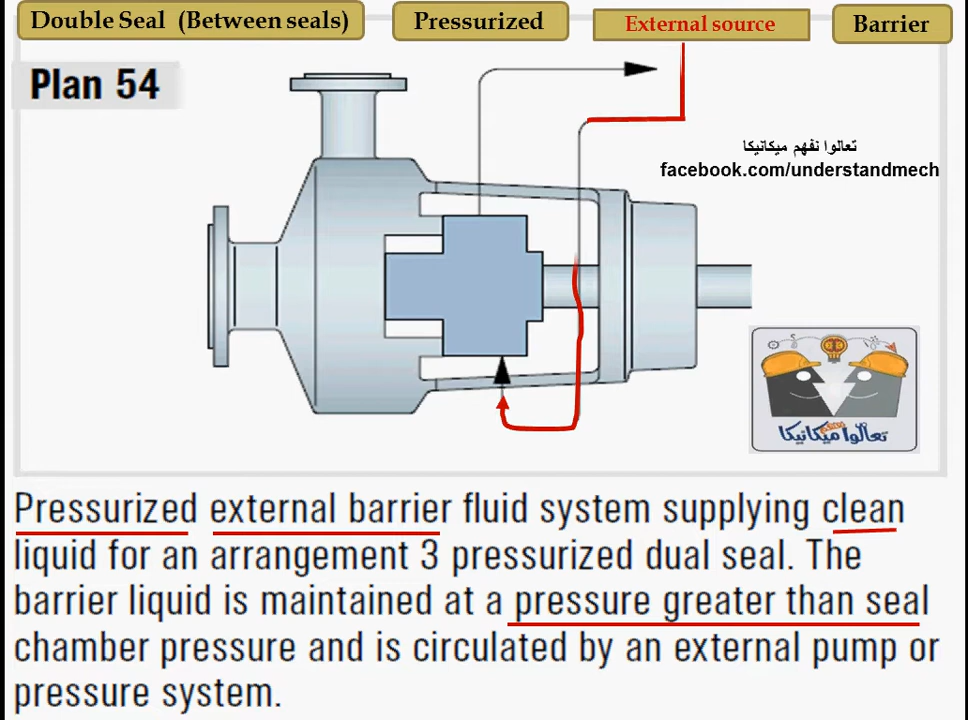 Double Seal (Between seals)
Pressurized
External source
Barrier
Plan 54
تعالوا نفهم ميكانيكا
facebook.com/understandmech
تعالوا نفهم ميكانيكا
Pressurized external barrier fluid system supplying clean
liquid for an arrangement 3 pressurized dual seal. The
barrier liquid is maintained at a pressure greater than seal
chamber pressure and is circulated by an external pump or
pressure system.